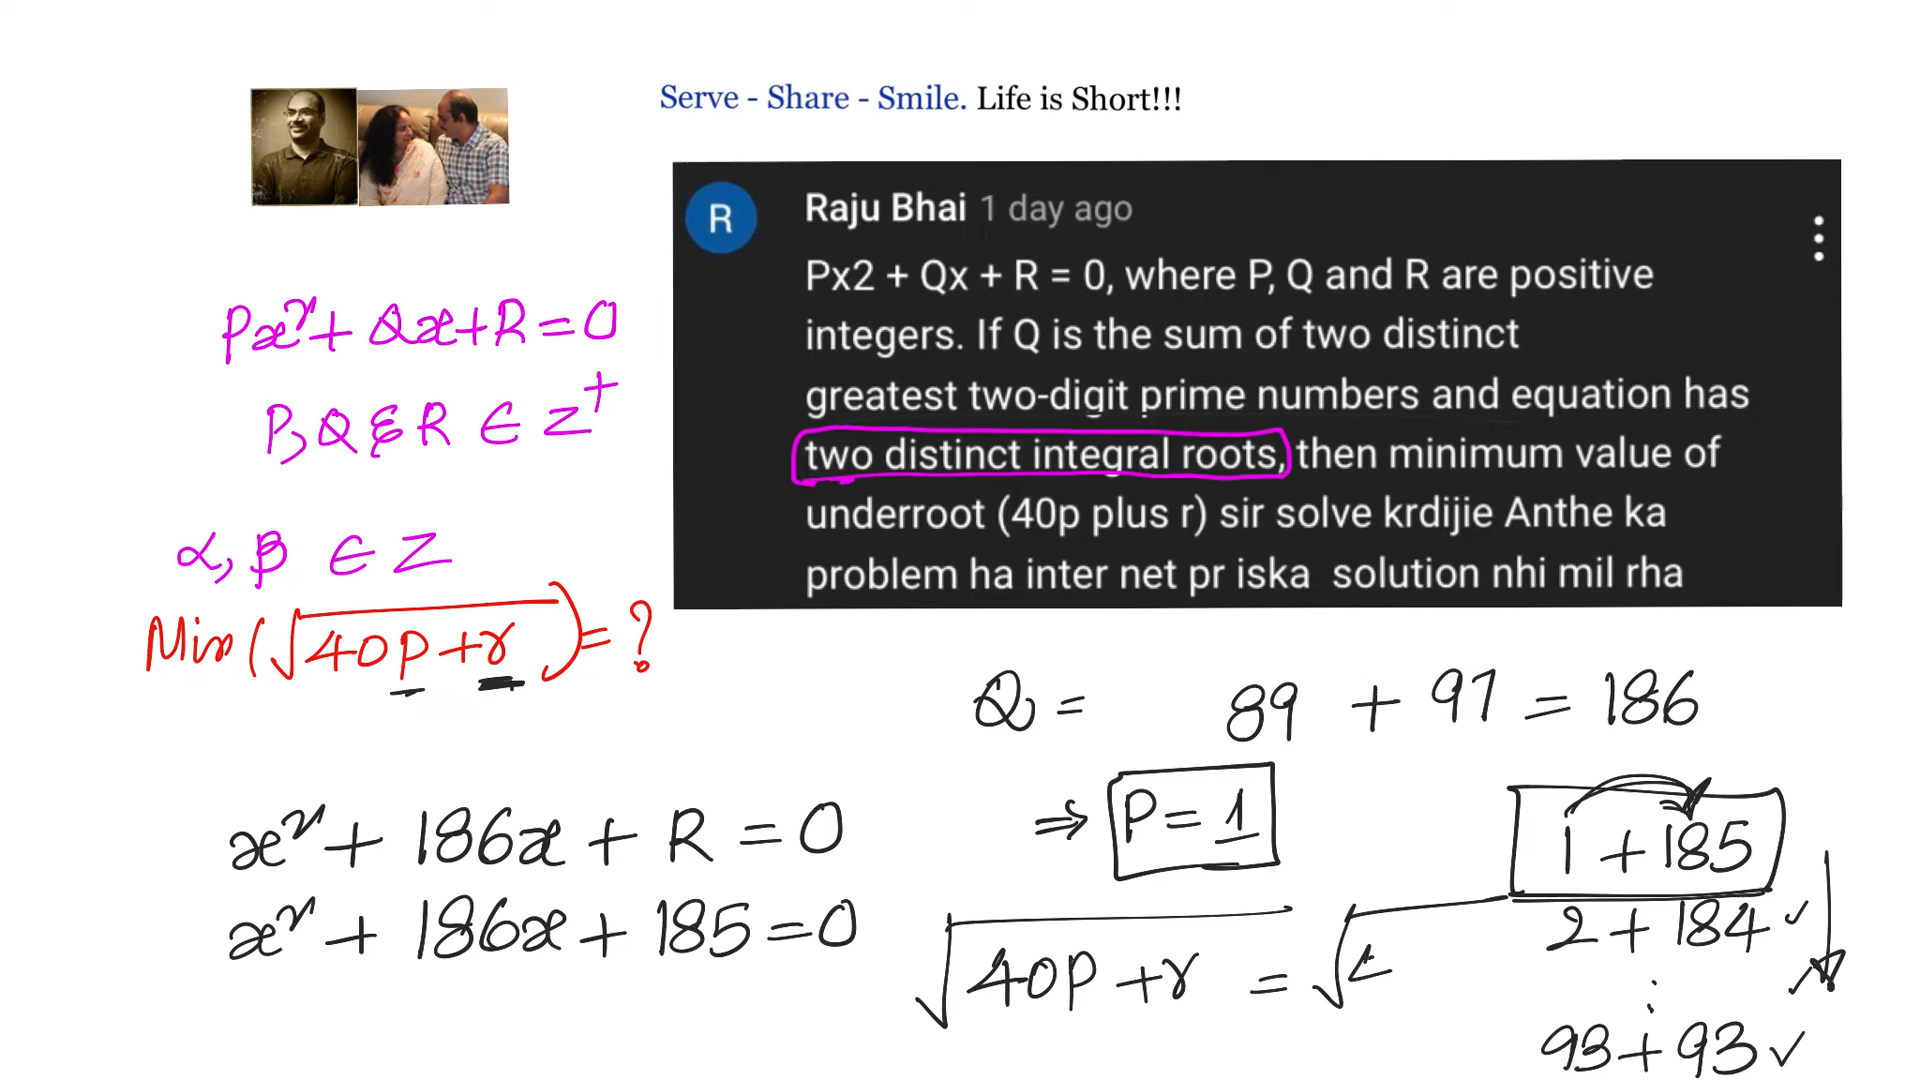 Serve - Share - Smile. Life is Short!!!
R
Raju Bhai 1 day ago
Px2 + Qx + R = 0, where P, Q and R are positive
integers. If Q is the sum of two distinct
greatest two-digit prime numbers and equation has
two distinct integral roots, then minimum value of
underroot (40p plus r) sir solve krdijie Anthe ka
problem ha inter net pr iska solution nhi mil rha
Px² + Qx + R = 0
P, Q & R ∈ Z⁺
α, β ∈ Z
Min(√40p + r) = ?
Q = 89 + 97 = 186
⇒ P = 1
x² + 186x + R = 0
x² + 186x + 185 = 0
1 + 185
2 + 184 ✓
⋮
93 + 93 ✓
√40p + r = √